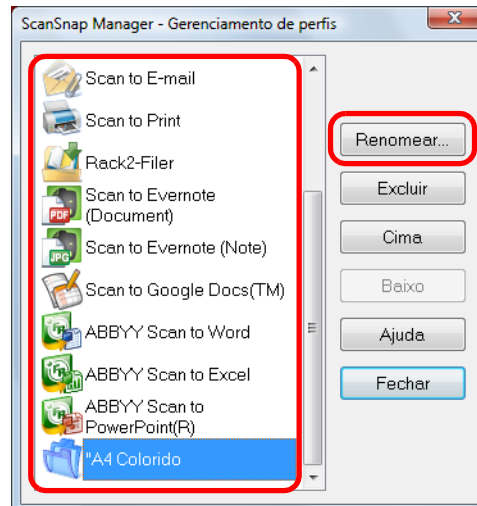 ScanSnap Manager - Gerenciamento de perfis
Scan to E-mail
Scan to Print
Rack2-Filer
Scan to Evernote
(Document)
Scan to Evernote (Note)
Scan to Google Docs(TM)
ABBYY Scan to Word
ABBYY Scan to Excel
ABBYY Scan to
PowerPoint(R)
"A4 Colorido
Renomear...
Excluir
Cima
Baixo
Ajuda
Fechar
PDF
JPG